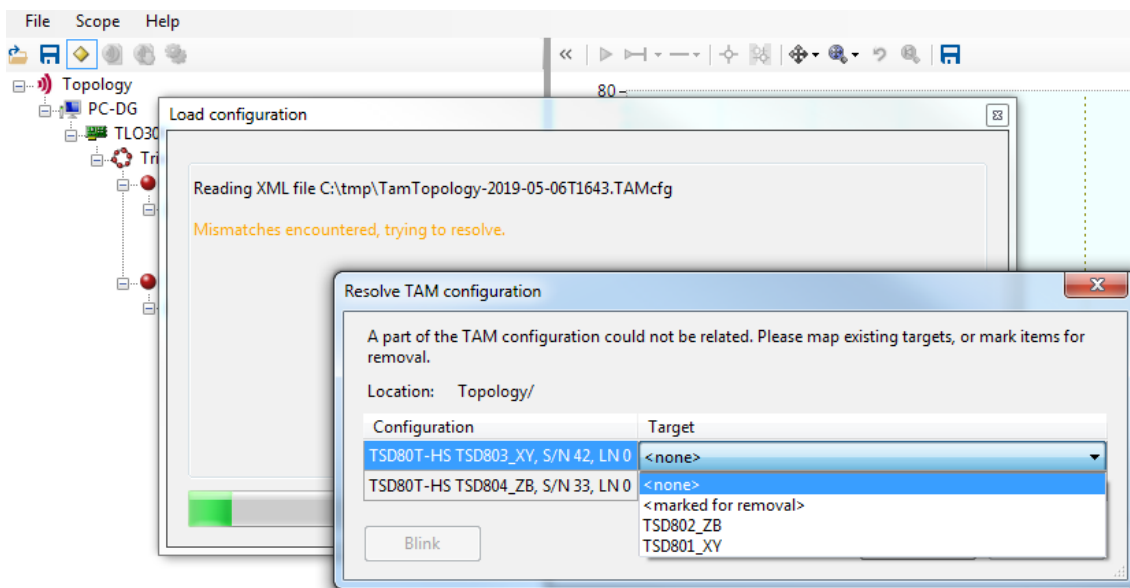 File Scope Help
Topology
80
PC-DG
Load configuration
TLO30
Tri
Reading XML file C:\tmp\TamTopology-2019-05-06T1643.TAMcfg
Mismatches encountered, trying to resolve.
Resolve TAM configuration
A part of the TAM configuration could not be related. Please map existing targets, or mark items for
removal.
Location: Topology/
Configuration Target
TSD80T-HS TSD803_XY, S/N 42, LN 0 <none>
TSD80T-HS TSD804_ZB, S/N 33, LN 0 <none>
<marked for removal>
TSD802_ZB
TSD801_XY
Blink